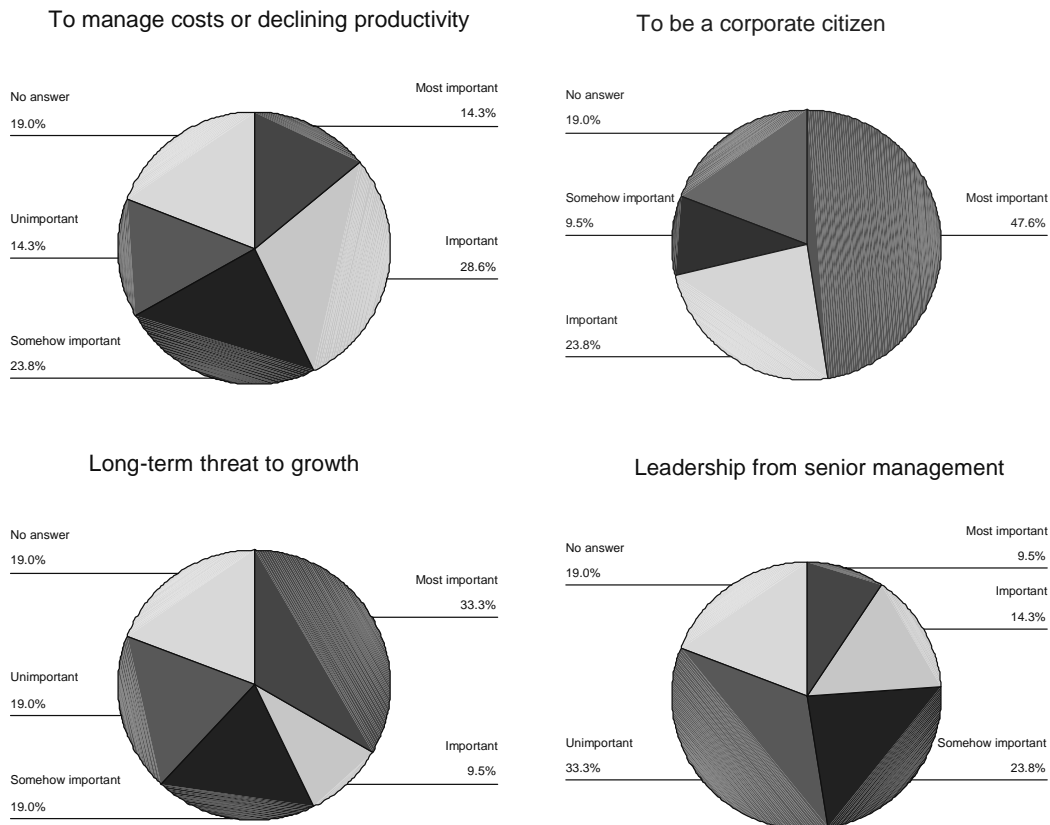 To manage costs or declining productivity
No answer
19.0%
Most important
14.3%
Unimportant
14.3%
Important
28.6%
Somehow important
23.8%
To be a corporate citizen
No answer
19.0%
Somehow important
9.5%
Most important
47.6%
Important
23.8%
Long-term threat to growth
No answer
19.0%
Most important
33.3%
Unimportant
19.0%
Important
9.5%
Somehow important
19.0%
Leadership from senior management
Most important
9.5%
No answer
19.0%
Important
14.3%
Unimportant
33.3%
Somehow important
23.8%